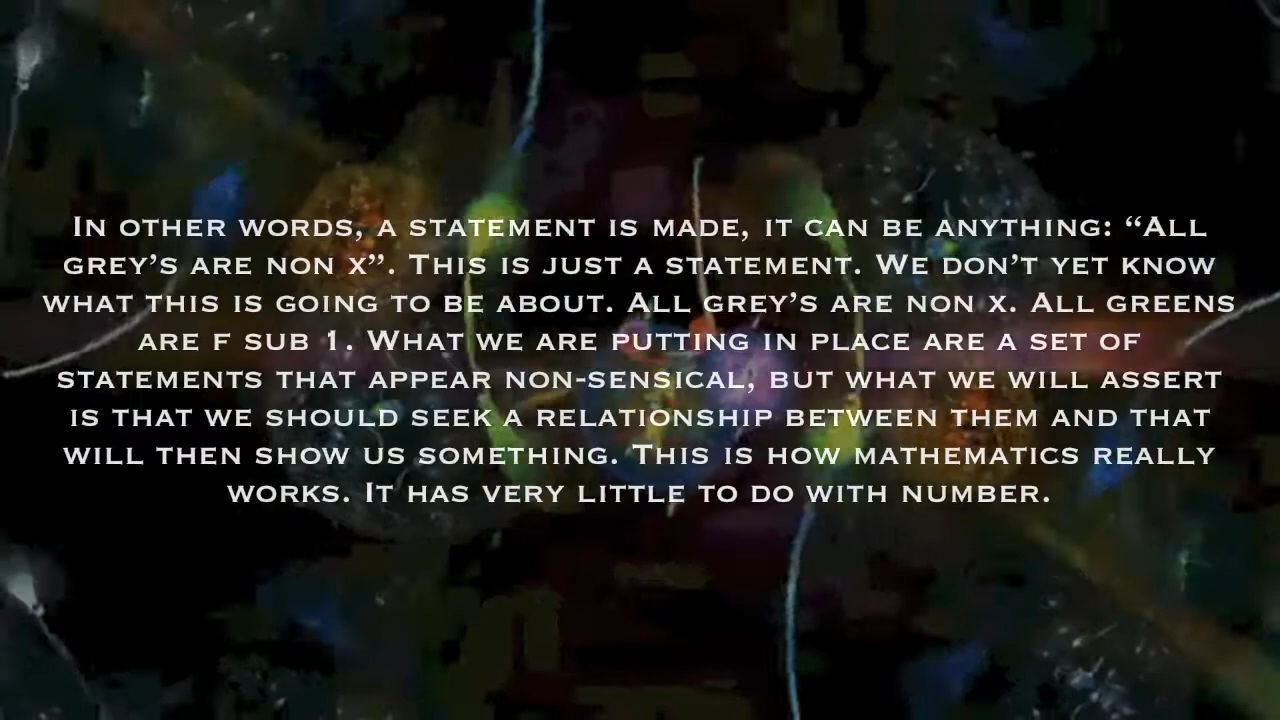 In other words, a statement is made, it can be anything: “All
grey’s are non x”. This is just a statement. We don’t yet know
what this is going to be about. All grey’s are non x. All greens
are f sub 1. What we are putting in place are a set of
statements that appear non-sensical, but what we will assert
is that we should seek a relationship between them and that
will then show us something. This is how mathematics really
works. It has very little to do with number.